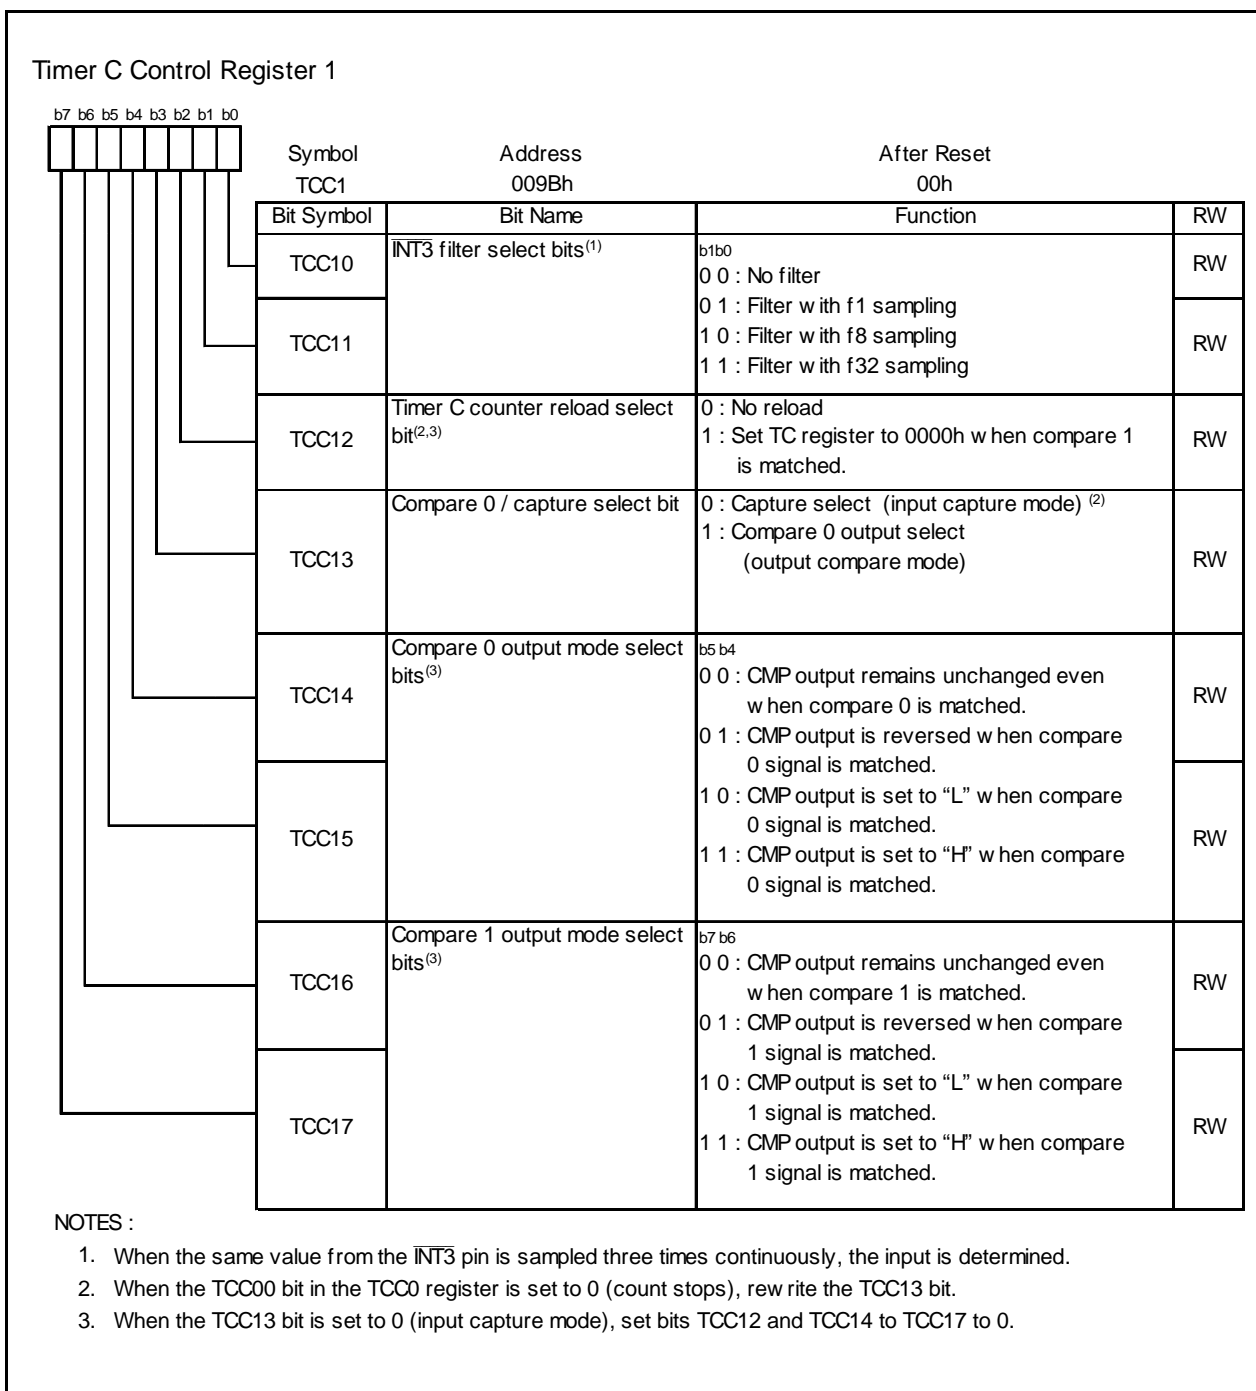 Timer C Control Register 1
b7 b6 b5 b4 b3 b2 b1 b0
Symbol Address After Reset
TCC1 009Bh 00h
Bit Symbol Bit Name Function RW
TCC10 INT3 filter select bits(1) b1b0 RW
0 0 : No filter
0 1 : Filter with f1 sampling
TCC11 1 0 : Filter with f8 sampling RW
1 1 : Filter with f32 sampling
TCC12 Timer C counter reload select 0 : No reload RW
bit(2,3) 1 : Set TC register to 0000h when compare 1
is matched.
TCC13 Compare 0 / capture select bit 0 : Capture select (input capture mode) (2) RW
1 : Compare 0 output select
(output compare mode)
TCC14 Compare 0 output mode select b5 b4 RW
bits(3) 0 0 : CMP output remains unchanged even
when compare 0 is matched.
0 1 : CMP output is reversed when compare
0 signal is matched.
TCC15 1 0 : CMP output is set to “L” when compare RW
0 signal is matched.
1 1 : CMP output is set to “H” when compare
0 signal is matched.
TCC16 Compare 1 output mode select b7 b6 RW
bits(3) 0 0 : CMP output remains unchanged even
when compare 1 is matched.
0 1 : CMP output is reversed when compare
1 signal is matched.
TCC17 1 0 : CMP output is set to “L” when compare RW
1 signal is matched.
1 1 : CMP output is set to “H” when compare
1 signal is matched.
NOTES :
1. When the same value from the INT3 pin is sampled three times continuously, the input is determined.
2. When the TCC00 bit in the TCC0 register is set to 0 (count stops), rewrite the TCC13 bit.
3. When the TCC13 bit is set to 0 (input capture mode), set bits TCC12 and TCC14 to TCC17 to 0.